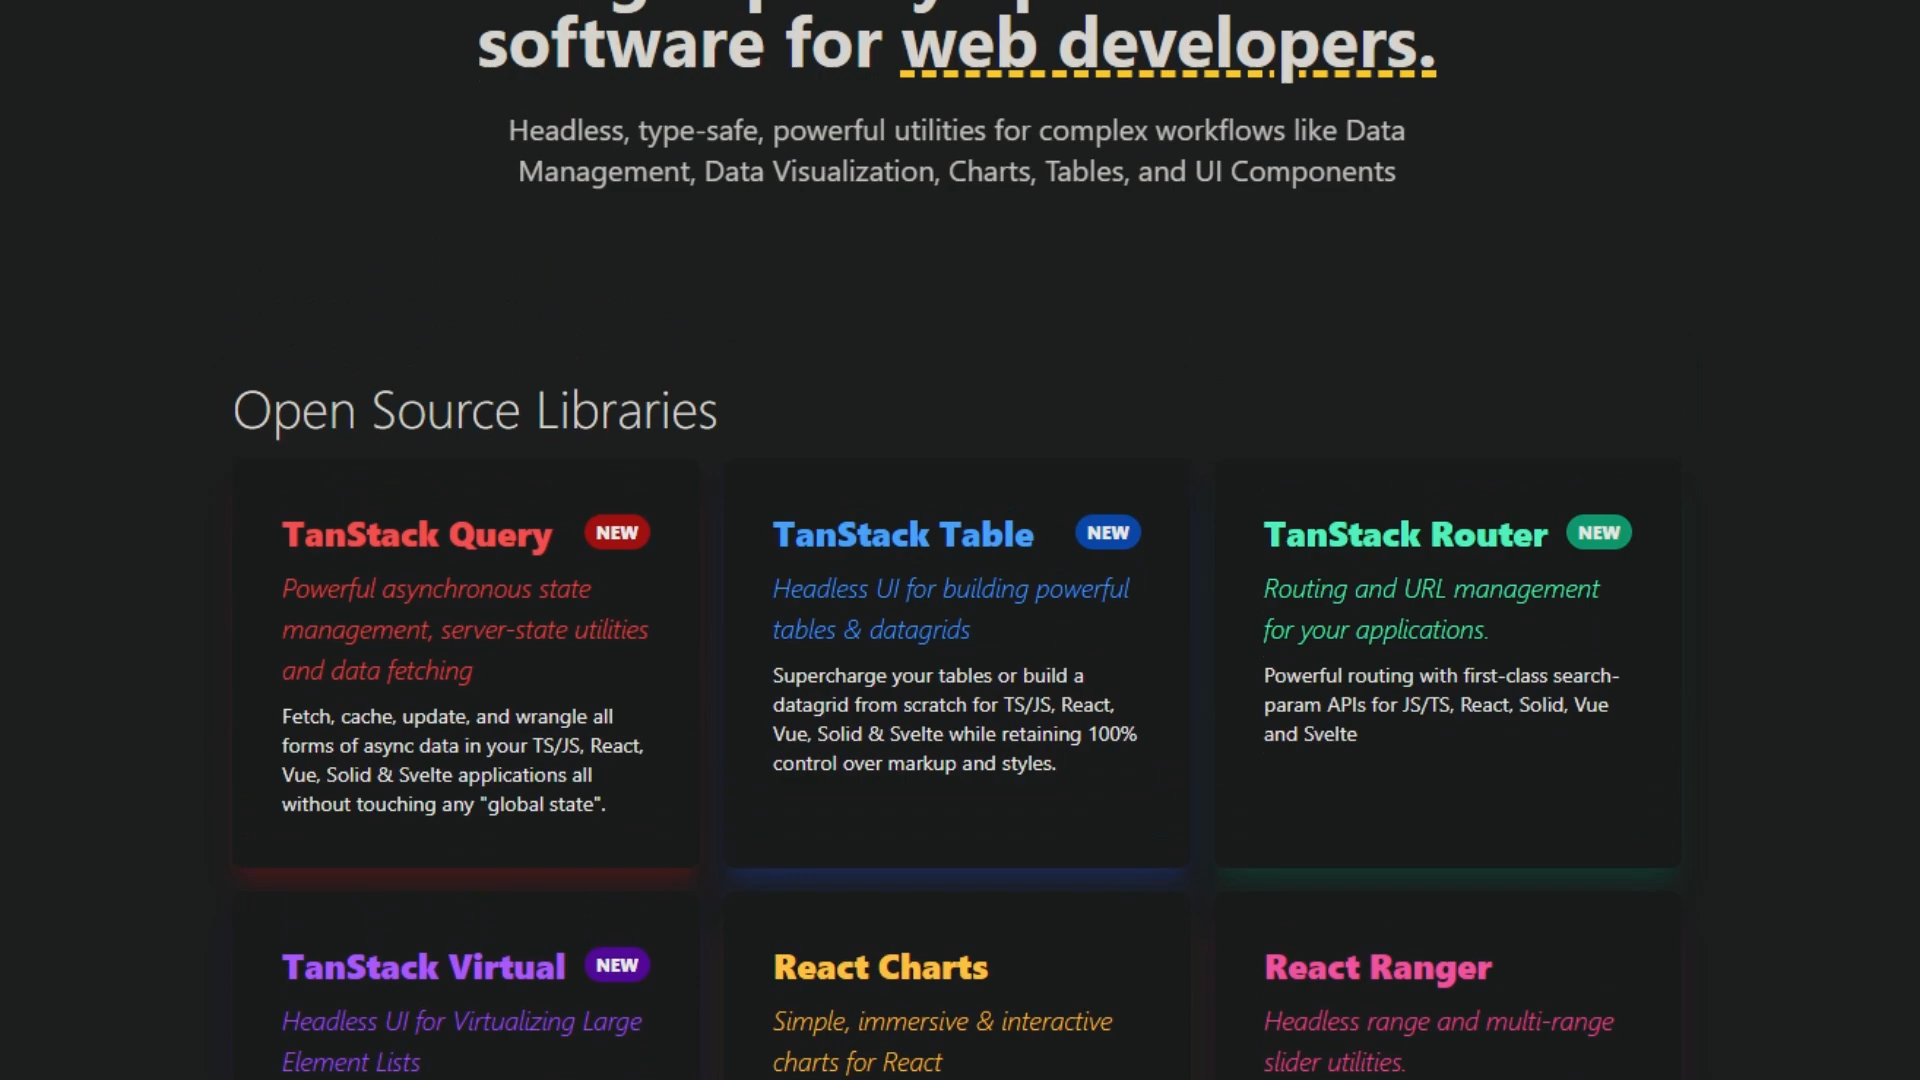 software for web developers.
Headless, type-safe, powerful utilities for complex workflows like Data
Management, Data Visualization, Charts, Tables, and UI Components
Open Source Libraries
TanStack Query NEW
Powerful asynchronous state
management, server-state utilities
and data fetching
Fetch, cache, update, and wrangle all
forms of async data in your TS/JS, React,
Vue, Solid & Svelte applications all
without touching any "global state".
TanStack Table NEW
Headless UI for building powerful
tables & datagrids
Supercharge your tables or build a
datagrid from scratch for TS/JS, React,
Vue, Solid & Svelte while retaining 100%
control over markup and styles.
TanStack Router NEW
Routing and URL management
for your applications.
Powerful routing with first-class search-
param APIs for JS/TS, React, Solid, Vue
and Svelte
TanStack Virtual NEW
Headless UI for Virtualizing Large
Element Lists
React Charts
Simple, immersive & interactive
charts for React
React Ranger
Headless range and multi-range
slider utilities.